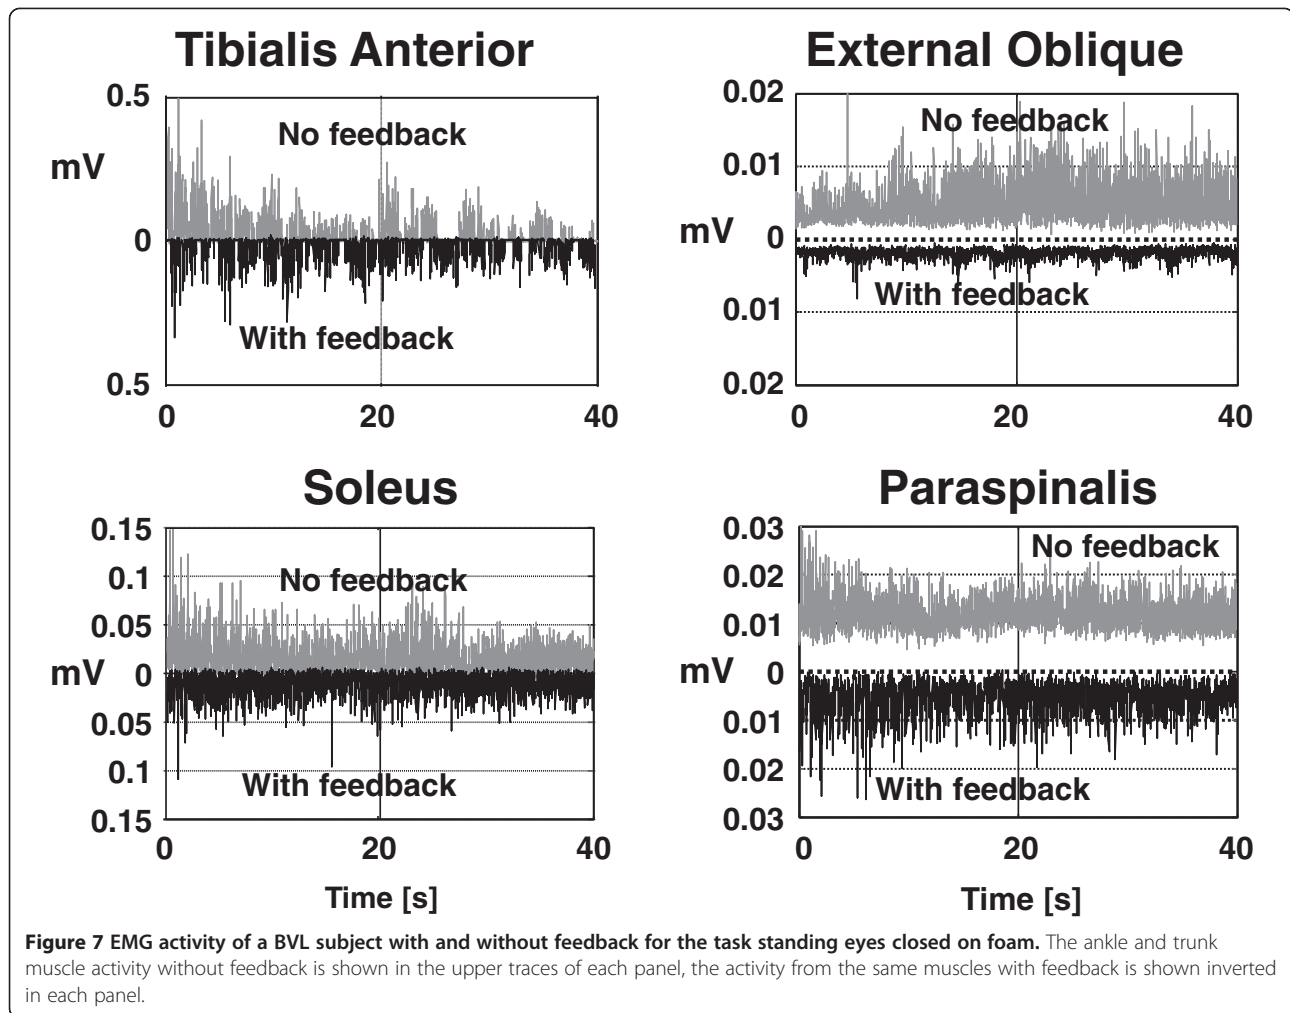 Tibialis Anterior
0.5
No feedback
mV
0
With feedback
0.5
0 20 40
External Oblique
0.02
No feedback
0.01
mV
0
With feedback
0.01
0.02
0 20 40
Soleus
0.15
0.1
No feedback
0.05
mV
0
0.05
0.1
With feedback
0.15
0 20 40
Time [s]
Paraspinalis
0.03
No feedback
0.02
0.01
mV
0
0.01
0.02
With feedback
0.03
0 20 40
Time [s]
Figure 7 EMG activity of a BVL subject with and without feedback for the task standing eyes closed on foam. The ankle and trunk
muscle activity without feedback is shown in the upper traces of each panel, the activity from the same muscles with feedback is shown inverted
in each panel.